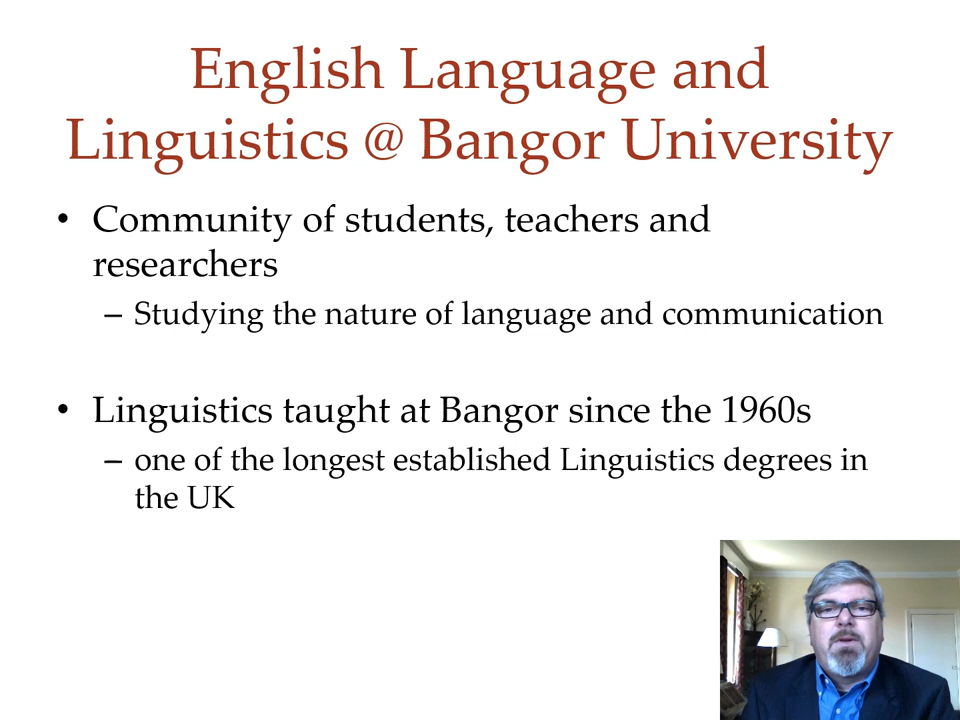 English Language and
Linguistics @ Bangor University
• Community of students, teachers and
researchers
– Studying the nature of language and communication
• Linguistics taught at Bangor since the 1960s
– one of the longest established Linguistics degrees in
the UK